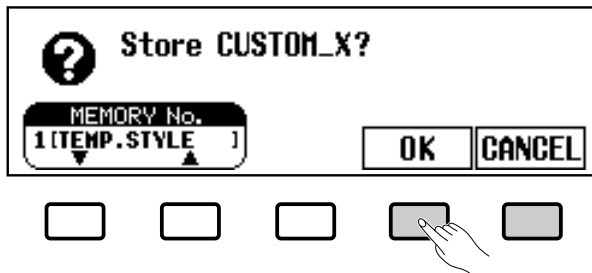 ?
Store CUSTOM_X?
MEMORY No.
1[TEMP.STYLE ]
OK
CANCEL